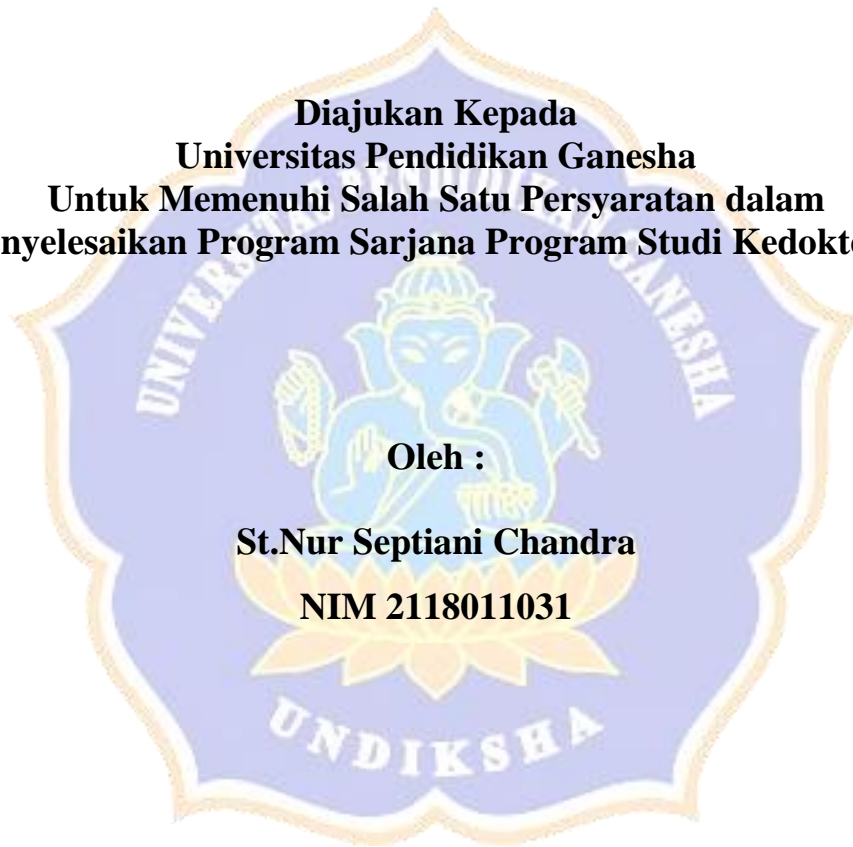 Diajukan Kepada
Universitas Pendidikan Ganesha
Untuk Memenuhi Salah Satu Persyaratan dalam
nyelesaikan Program Sarjana Program Studi Kedokt
UNIVERSITAS PENDIDIKAN GANESHA
Oleh :
St.Nur Septiani Chandra
NIM 2118011031
UNDIKSHA